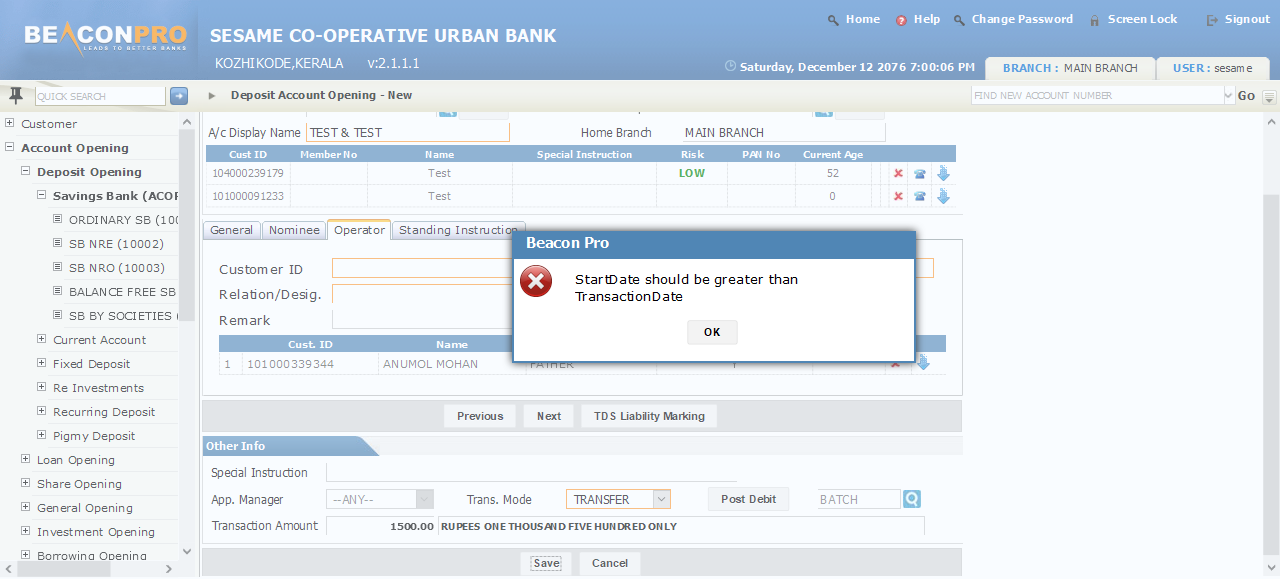 BEACONPRO
LEADS TO BETTER BANKS
SESAME CO-OPERATIVE URBAN BANK
KOZHIKODE,KERALA v:2.1.1.1
Home Help Change Password Screen Lock Signout
Saturday, December 12 2076 7:00:06 PM
BRANCH : MAIN BRANCH
USER : sesame
QUICK SEARCH
Deposit Account Opening - New
FIND NEW ACCOUNT NUMBER
Go
Customer
Account Opening
Deposit Opening
Savings Bank (ACOP
ORDINARY SB (100
SB NRE (10002)
SB NRO (10003)
BALANCE FREE SB
SB BY SOCIETIES (
Current Account
Fixed Deposit
Re Investments
Recurring Deposit
Pigmy Deposit
Loan Opening
Share Opening
General Opening
Investment Opening
Borrowing Opening
A/c Display Name TEST & TEST Home Branch MAIN BRANCH
Cust ID Member No Name Special Instruction Risk PAN No Current Age
104000239179 Test LOW 52
101000091233 Test 0
General Nominee Operator Standing Instruction
Customer ID
Relation/Desig.
Remark
Cust. ID Name
1 101000339344 ANUMOL MOHAN FATHER 1
Beacon Pro
StartDate should be greater than
TransactionDate
OK
Previous Next TDS Liability Marking
Other Info
Special Instruction
App. Manager --ANY-- Trans. Mode TRANSFER Post Debit BATCH
Transaction Amount 1500.00 RUPEES ONE THOUSAND FIVE HUNDRED ONLY
Save Cancel